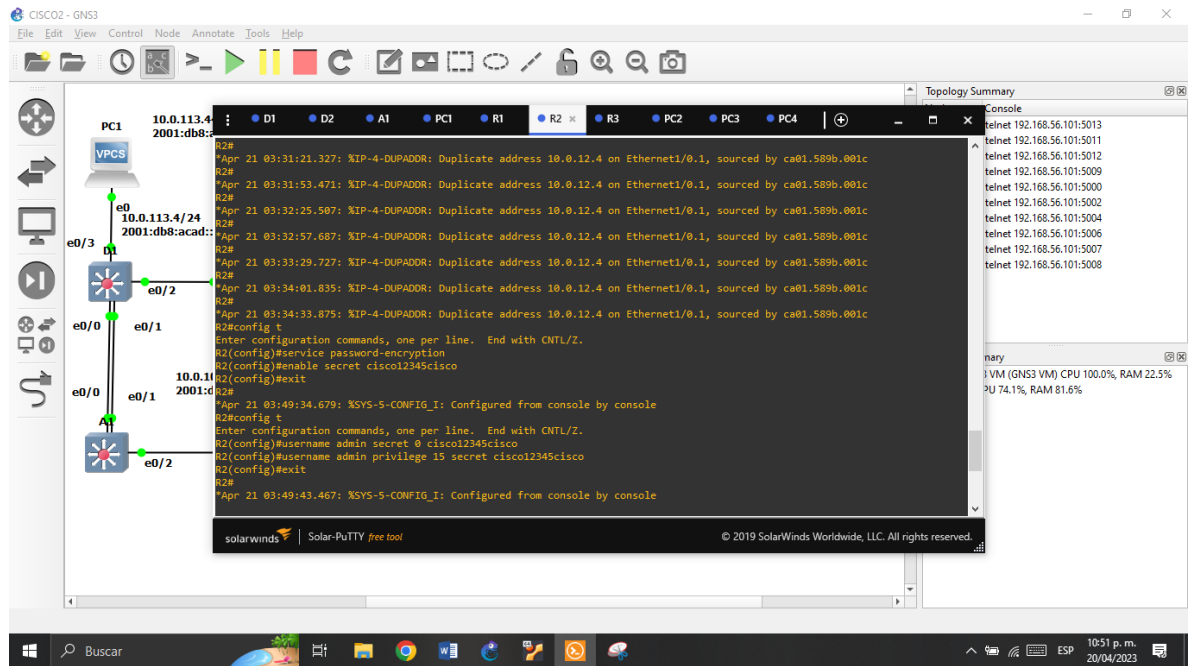 CISCO2 - GNS3
File Edit View Control Node Annotate Tools Help
Topology Summary
Console
telnet 192.168.56.101:5013
telnet 192.168.56.101:5011
telnet 192.168.56.101:5012
telnet 192.168.56.101:5009
telnet 192.168.56.101:5000
telnet 192.168.56.101:5002
telnet 192.168.56.101:5004
telnet 192.168.56.101:5006
telnet 192.168.56.101:5007
telnet 192.168.56.101:5008
PC1
10.0.113.4
2001:db8:
VPCS
e0
10.0.113.4/24
2001:db8:acad::
e0/3
D1
e0/2
e0/0
e0/1
10.0.1
2001:d
e0/0
e0/1
A1
e0/2
D1 D2 A1 PC1 R1 R2 × R3 PC2 PC3 PC4
R2#
*Apr 21 03:31:21.327: %IP-4-DUPADDR: Duplicate address 10.0.12.4 on Ethernet1/0.1, sourced by ca01.589b.001c
R2#
*Apr 21 03:31:53.471: %IP-4-DUPADDR: Duplicate address 10.0.12.4 on Ethernet1/0.1, sourced by ca01.589b.001c
R2#
*Apr 21 03:32:25.507: %IP-4-DUPADDR: Duplicate address 10.0.12.4 on Ethernet1/0.1, sourced by ca01.589b.001c
R2#
*Apr 21 03:32:57.687: %IP-4-DUPADDR: Duplicate address 10.0.12.4 on Ethernet1/0.1, sourced by ca01.589b.001c
R2#
*Apr 21 03:33:29.727: %IP-4-DUPADDR: Duplicate address 10.0.12.4 on Ethernet1/0.1, sourced by ca01.589b.001c
R2#
*Apr 21 03:34:01.835: %IP-4-DUPADDR: Duplicate address 10.0.12.4 on Ethernet1/0.1, sourced by ca01.589b.001c
R2#
*Apr 21 03:34:33.875: %IP-4-DUPADDR: Duplicate address 10.0.12.4 on Ethernet1/0.1, sourced by ca01.589b.001c
R2#config t
Enter configuration commands, one per line.  End with CNTL/Z.
R2(config)#service password-encryption
R2(config)#enable secret cisco12345cisco
R2(config)#exit
R2#
*Apr 21 03:49:34.679: %SYS-5-CONFIG_I: Configured from console by console
R2#config t
Enter configuration commands, one per line.  End with CNTL/Z.
R2(config)#username admin secret 0 cisco12345cisco
R2(config)#username admin privilege 15 secret cisco12345cisco
R2(config)#exit
R2#
*Apr 21 03:49:43.467: %SYS-5-CONFIG_I: Configured from console by console
solarwinds Solar-PuTTY free tool
© 2019 SolarWinds Worldwide, LLC. All rights reserved.
mary
VM (GNS3 VM) CPU 100.0%, RAM 22.5%
PU 74.1%, RAM 81.6%
Buscar
ESP
10:51 p. m.
20/04/2023